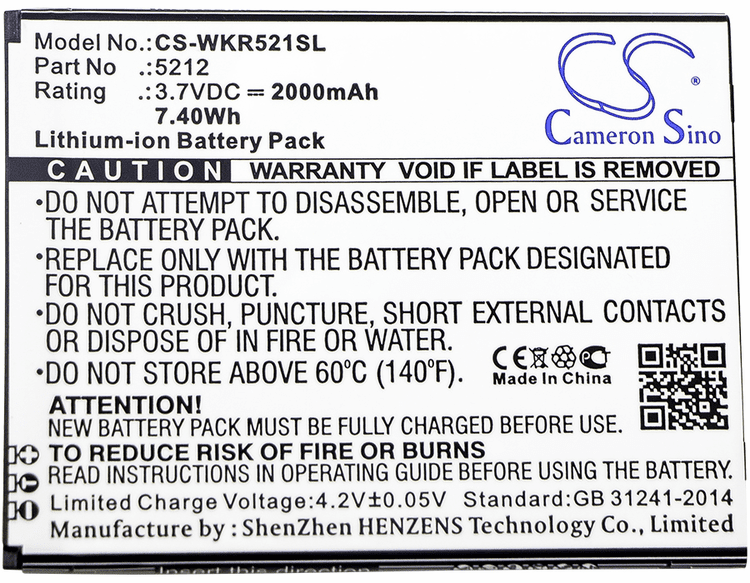 Model No.:CS-WKR521SL
Part No :5212
Rating :3.7VDC 2000mAh
7.40Wh
Lithium-ion Battery Pack
CS
Cameron Sino
CAUTION WARRANTY VOID IF LABEL IS REMOVED
•DO NOT ATTEMPT TO DISASSEMBLE, OPEN OR SERVICE
THE BATTERY PACK.
•REPLACE ONLY WITH THE BATTERY PACK DESIGNATED
FOR THIS PRODUCT.
•DO NOT CRUSH, PUNCTURE, SHORT EXTERNAL CONTACTS
OR DISPOSE OF IN FIRE OR WATER.
•DO NOT STORE ABOVE 60°C (140°F).
CE
Made In China
ATTENTION!
NEW BATTERY PACK MUST BE FULLY CHARGED BEFORE USE.
TO REDUCE RISK OF FIRE OR BURNS
READ INSTRUCTIONS IN OPERATING GUIDE BEFORE INSTALLING.
Limited Charge Voltage:4.2V±0.05V Standard:GB 31241-2014
Manufacture by:ShenZhen HENZENS Technology Co., Limited